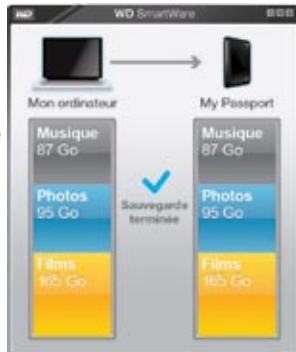 WD
WD SmartWare
Mon ordinateur
My Passport
Musique
87 Go
Photos
95 Go
Films
165 Go
Sauvegarde
terminée
Musique
87 Go
Photos
95 Go
Films
165 Go